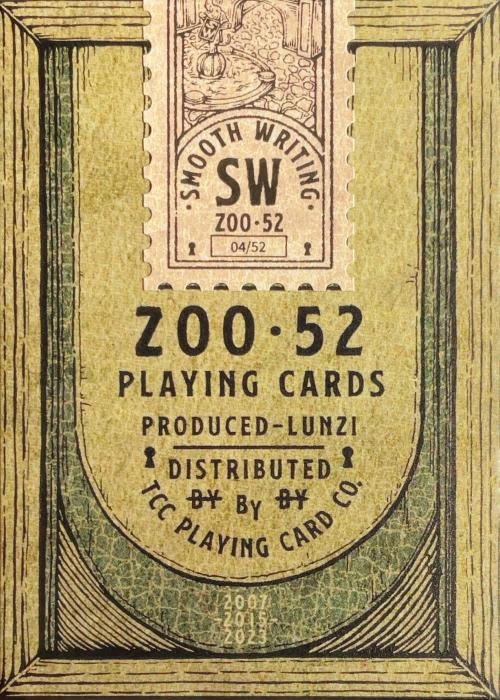 ·SMOOTH WRITING·
SW
ZOO·52
04/52
ZOO·52
PLAYING CARDS
PRODUCED-LUNZI
DISTRIBUTED
BY By BY
TCC PLAYING CARD CO.
2007
-2015-
2023